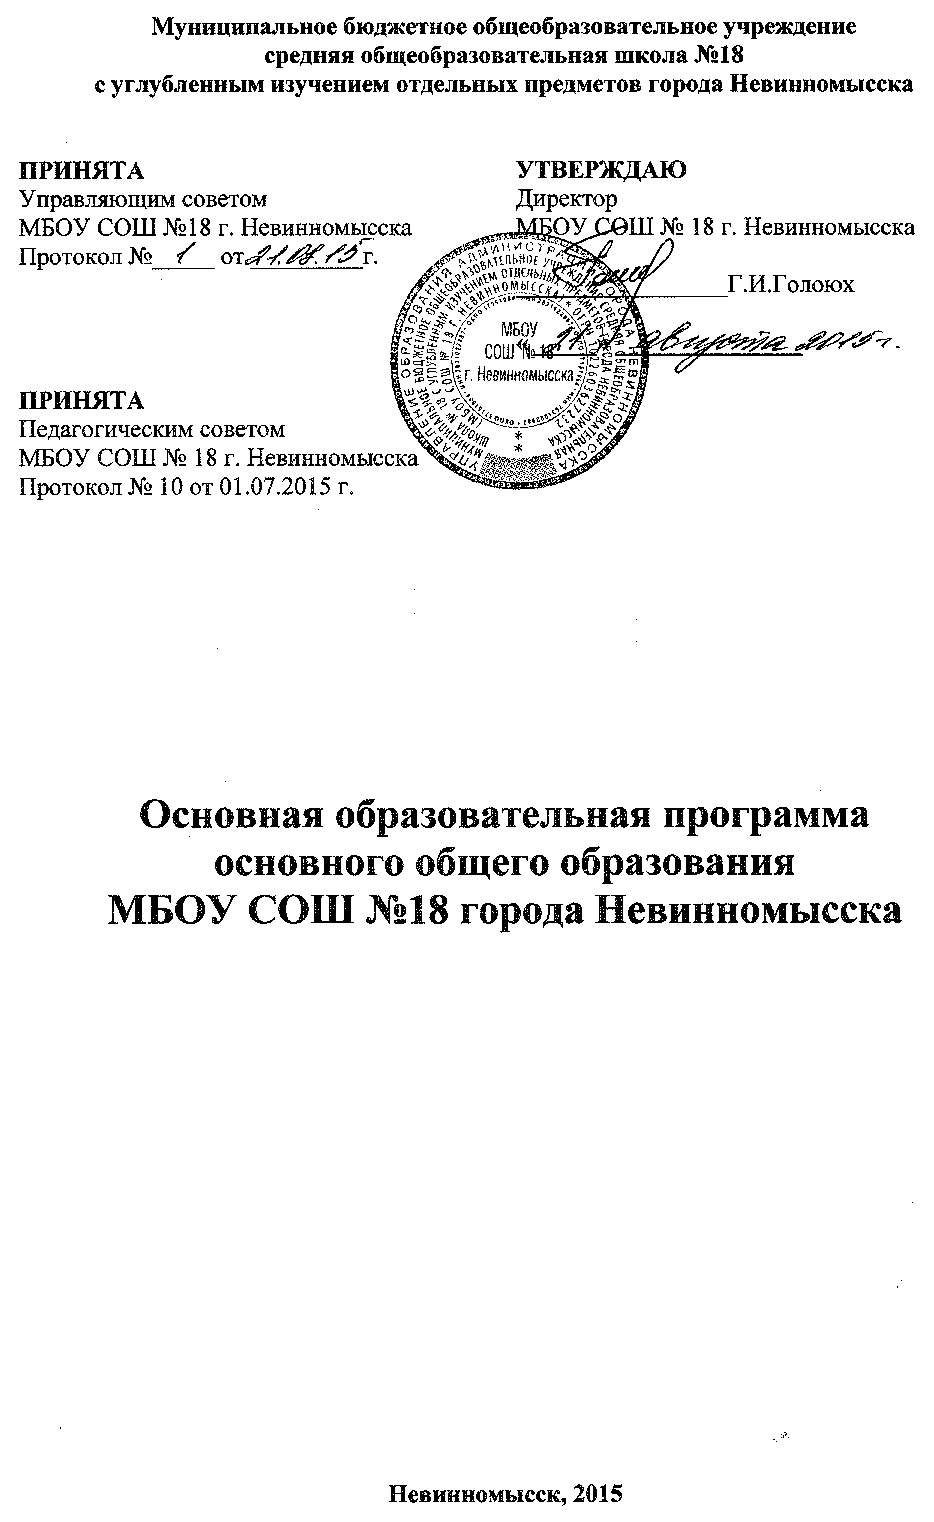 Муниципальное бюджетное общеобразовательное учреждение
средняя общеобразовательная школа №18
с углубленным изучением отдельных предметов города Невинномысска
ПРИНЯТА
Управляющим советом
МБОУ СОШ №18 г. Невинномысска
Протокол № 1 от 21.08.15 г.
УТВЕРЖДАЮ
Директор
МБОУ СОШ № 18 г. Невинномысска
Г.И.Голоюх
августа 2015 г.
МБОУ
СОШ № 18
г. Невинномысска
ПРИНЯТА
Педагогическим советом
МБОУ СОШ № 18 г. Невинномысска
Протокол № 10 от 01.07.2015 г.
Основная образовательная программа
основного общего образования
МБОУ СОШ №18 города Невинномысска
Невинномысск, 2015